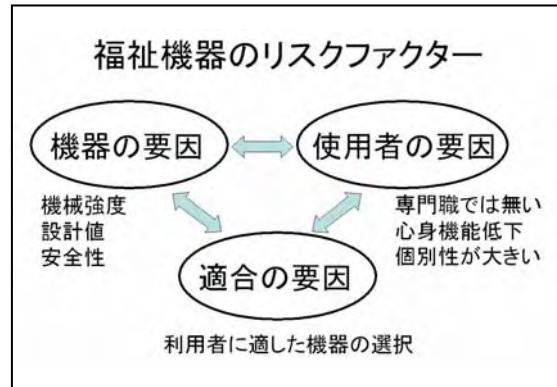 福祉機器のリスクファクター
機器の要因
使用者の要因
機械強度
設計値
安全性
専門職では無い
心身機能低下
個別性が大きい
適合の要因
利用者に適した機器の選択